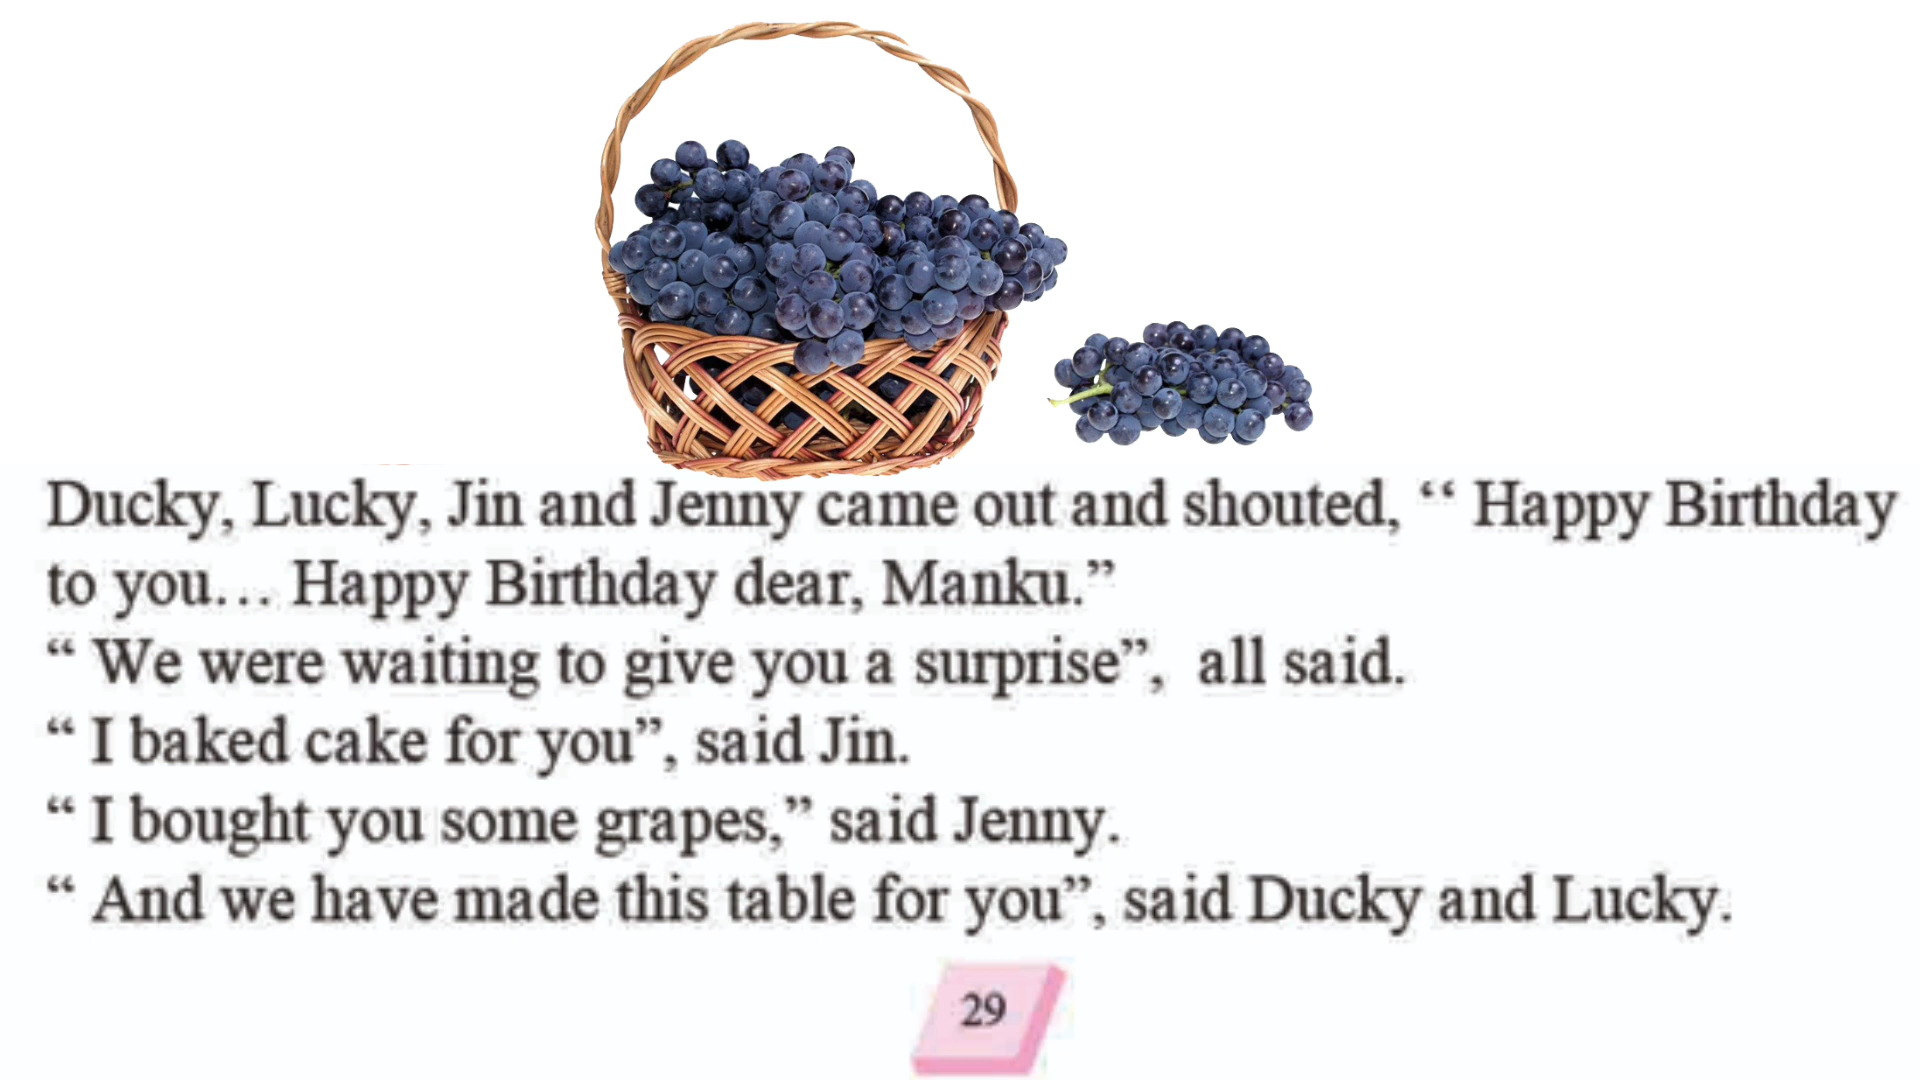 Ducky, Lucky, Jin and Jenny came out and shouted, “ Happy Birthday
to you… Happy Birthday dear, Manku.”
“ We were waiting to give you a surprise”,  all said.
“ I baked cake for you”, said Jin.
“ I bought you some grapes,” said Jenny.
“ And we have made this table for you”, said Ducky and Lucky.
29